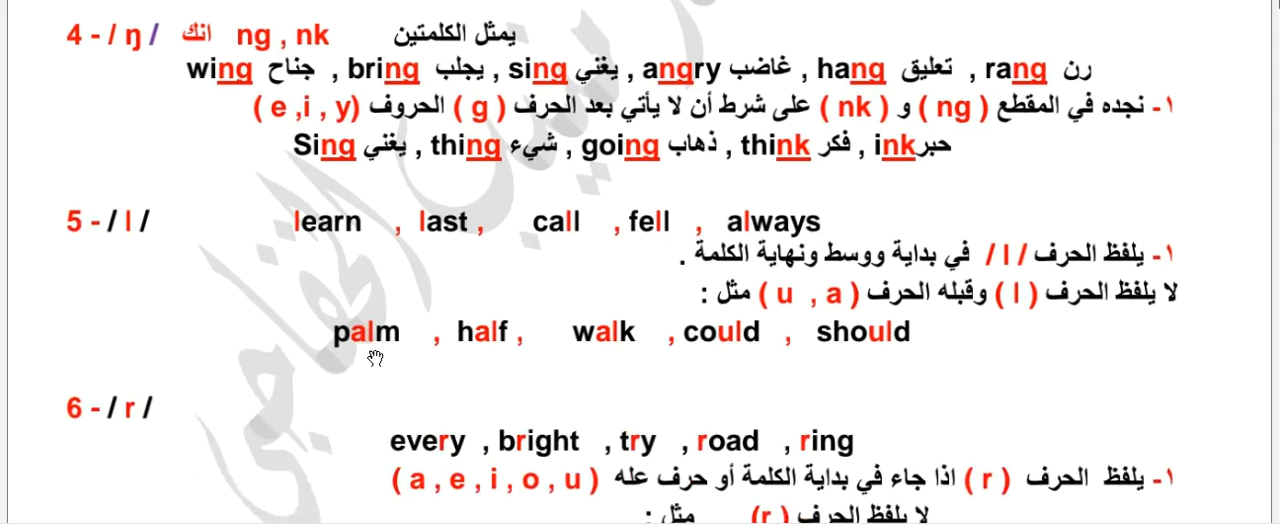 4 - / ŋ / انك ng , nk يمثل الكلمتين
wing جناح , bring يجلب , sing يغني , angry غاضب , hang تعليق , rang رن
١- نجده في المقطع ( ng ) و ( nk ) على شرط أن لا يأتي بعد الحرف ( g ) الحروف ( e ,i , y)
Sing يغني , thing شيء , going ذهاب , think فكر , ink حبر
5 - / l / learn , last , call , fell , always
١- يلفظ الحرف / l / في بداية ووسط ونهاية الكلمة .
لا يلفظ الحرف ( l ) وقبله الحرف ( u , a ) مثل :
palm , half , walk , could , should
6 - / r /
every , bright , try , road , ring
١- يلفظ الحرف ( r ) اذا جاء في بداية الكلمة أو حرف عله ( a , e , i , o , u )
لا يلفظ الحرف ( r ) مثل :